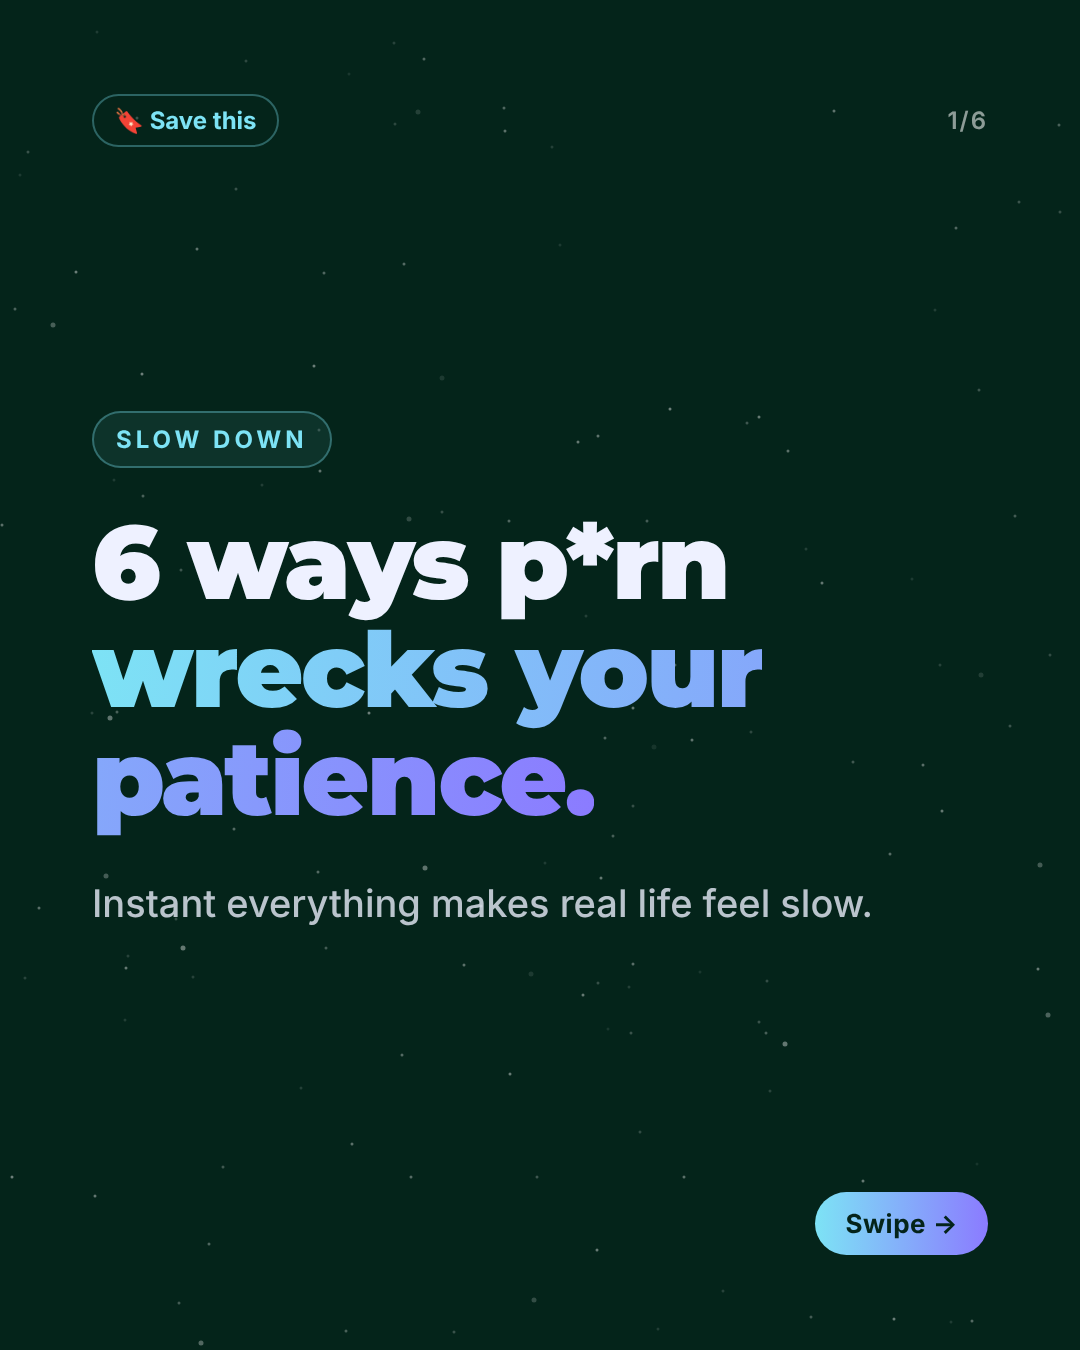 🔖 Save this
1/6
SLOW DOWN
6 ways p*rn
wrecks your
patience.
Instant everything makes real life feel slow.
Swipe →